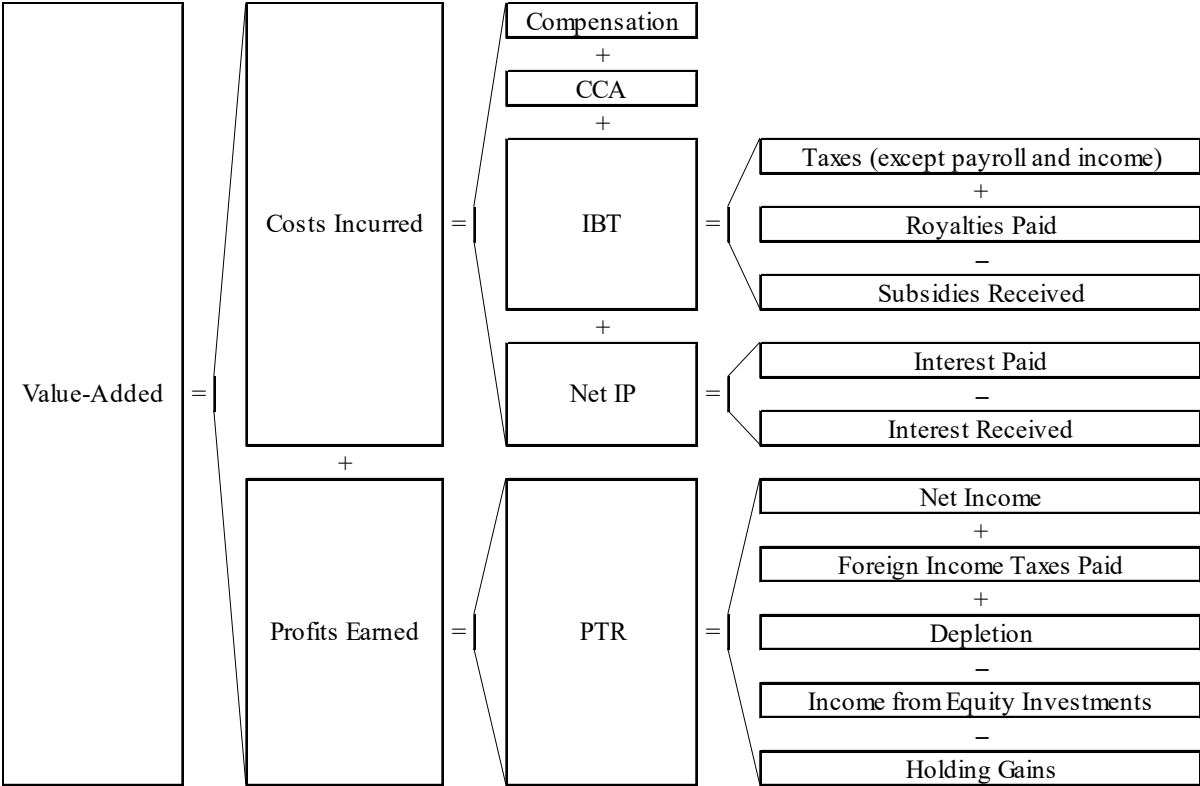 Compensation
+
CCA
+
Taxes (except payroll and income)
+
Costs Incurred = IBT = Royalties Paid
–
Subsidies Received
+
Interest Paid
Value-Added = Net IP = –
Interest Received
+
Net Income
+
Foreign Income Taxes Paid
+
Profits Earned = PTR = Depletion
–
Income from Equity Investments
–
Holding Gains